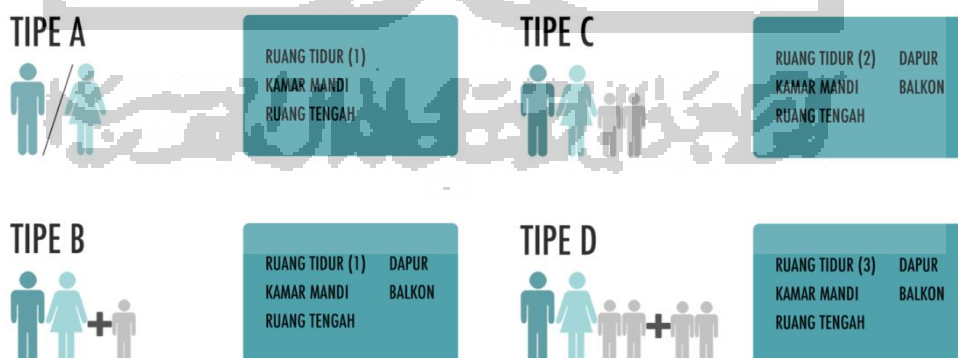 TIPE A
RUANG TIDUR (1)
KAMAR MANDI
RUANG TENGAH
TIPE C
RUANG TIDUR (2) DAPUR
KAMAR MANDI BALKON
RUANG TENGAH
TIPE B
RUANG TIDUR (1) DAPUR
KAMAR MANDI BALKON
RUANG TENGAH
TIPE D
RUANG TIDUR (3) DAPUR
KAMAR MANDI BALKON
RUANG TENGAH